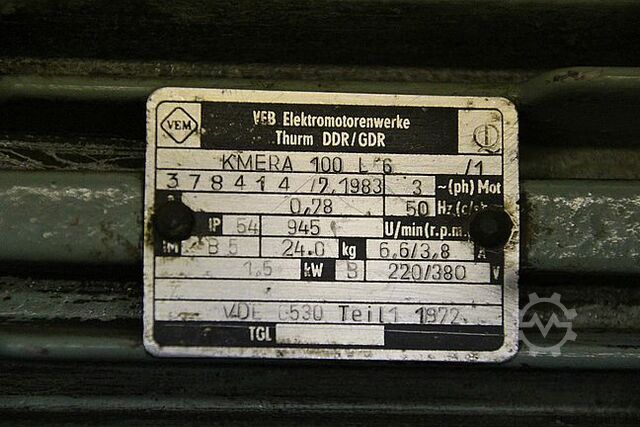 VEM
VEB Elektromotorenwerke
Thurm DDR/GDR
KMERA 100 L 6 /1
378414 /2.1983 3 ~(ph) Mot
0,78 50 Hz
IP 54 945 U/min(r.p.m.
IM B 5 24.0 kg 6,6/3,8 A
1,5 kW B 220/380 V
VDE 0530 Teil1 1972
TGL